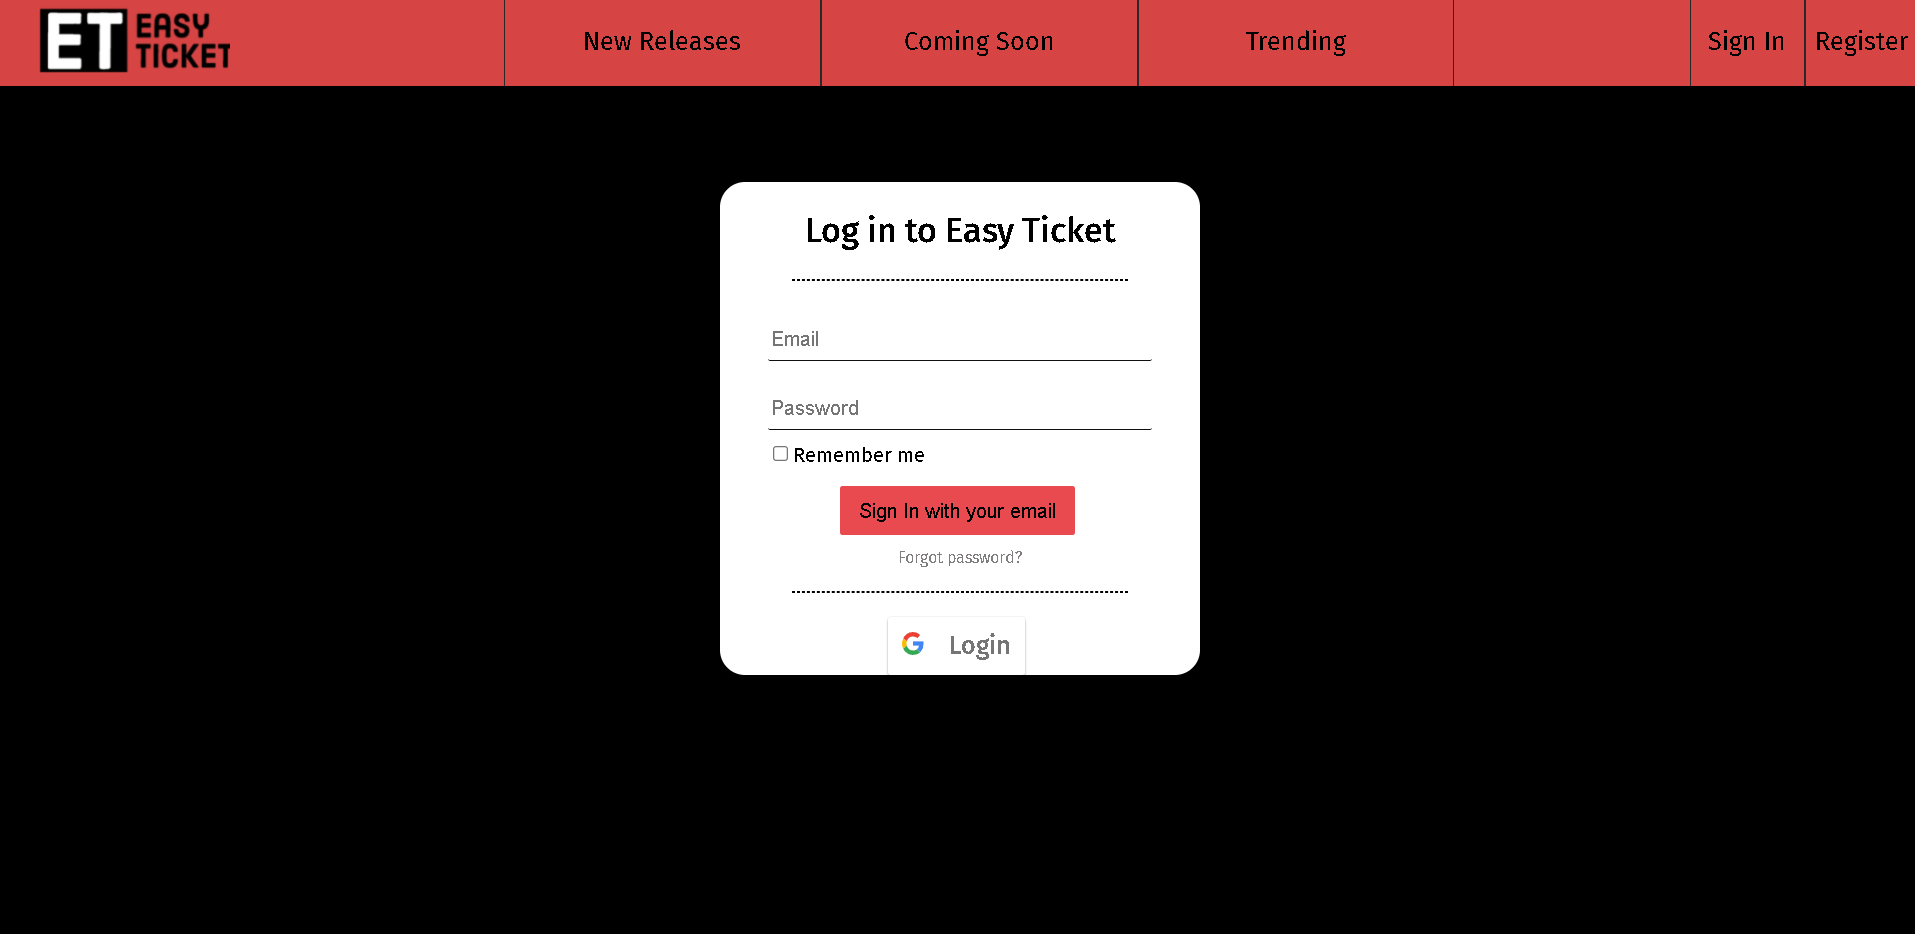 ET EASY
TICKET
New Releases
Coming Soon
Trending
Sign In
Register
Log in to Easy Ticket
Email
Password
Remember me
Sign In with your email
Forgot password?
Login